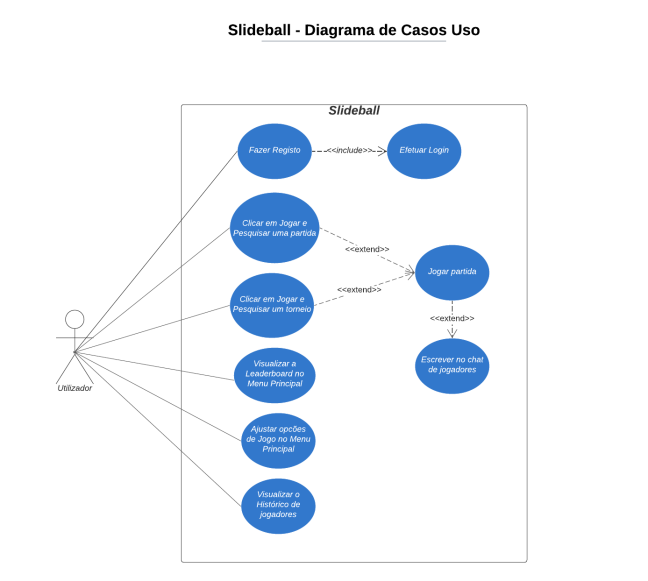 Slideball - Diagrama de Casos Uso
Slideball
Fazer Registo
<<include>>
Efetuar Login
Clicar em Jogar e
Pesquisar uma partida
<<extend>>
Jogar partida
Clicar em Jogar e
Pesquisar um torneio
<<extend>>
<<extend>>
Escrever no chat
de jogadores
Visualizar a
Leaderboard no
Menu Principal
Utilizador
Ajustar opcões
de Jogo no Menu
Principal
Visualizar o
Histórico de
jogadores